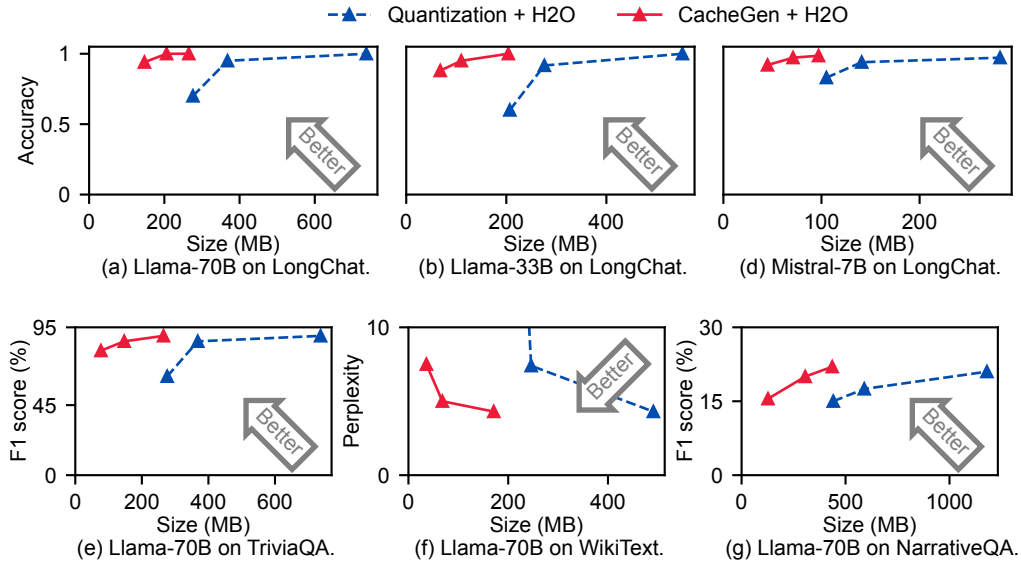 Quantization + H2O CacheGen + H2O
Accuracy
1
0.5
0
Better
0 200 400 600
Size (MB)
(a) Llama-70B on LongChat.
Better
0 200 400
Size (MB)
(b) Llama-33B on LongChat.
Better
0 100 200
Size (MB)
(d) Mistral-7B on LongChat.
F1 score (%)
95
45
0
Better
0 200 400 600
Size (MB)
(e) Llama-70B on TriviaQA.
Perplexity
10
0
Better
0 200 400
Size (MB)
(f) Llama-70B on WikiText.
F1 score (%)
30
15
0
Better
0 500 1000
Size (MB)
(g) Llama-70B on NarrativeQA.